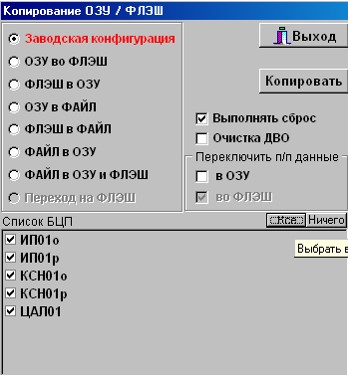 Копирование ОЗУ / ФЛЭШ
Заводская конфигурация
ОЗУ во ФЛЭШ
ФЛЭШ в ОЗУ
ОЗУ в ФАЙЛ
ФЛЭШ в ФАЙЛ
ФАЙЛ в ОЗУ
ФАЙЛ в ОЗУ и ФЛЭШ
Переход на ФЛЭШ
Выход
Копировать
Выполнять сброс
Очистка ДВО
Переключить п/п данные
в ОЗУ
во ФЛЭШ
Список БЦП
Все Ничего
Выбрать в
ИП01о
ИП01р
КСН01о
КСН01р
ЦАЛ01